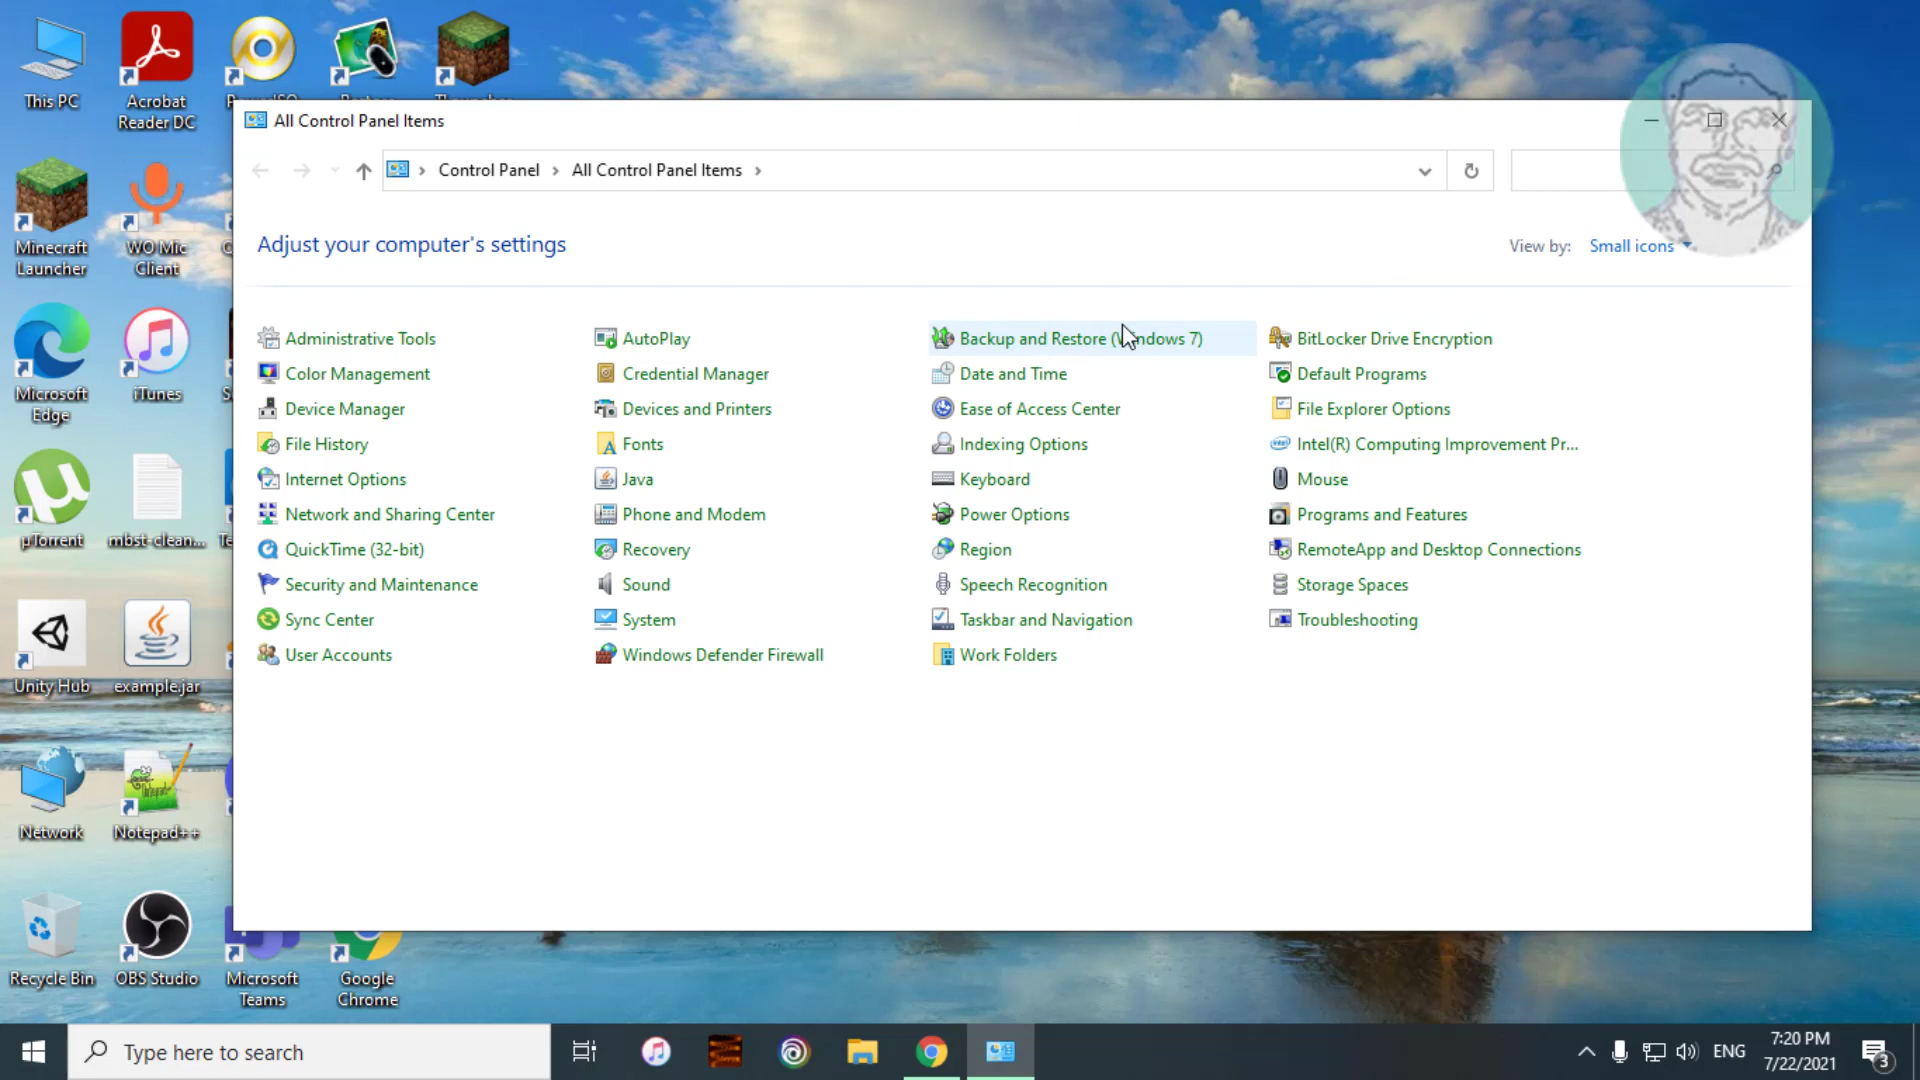 This PC
Acrobat
Reader DC
All Control Panel Items
Control Panel
All Control Panel Items
Minecraft
Launcher
WO Mic
Client
Adjust your computer's settings
View by:
Small icons
Administrative Tools
AutoPlay
Backup and Restore (Windows 7)
BitLocker Drive Encryption
Color Management
Credential Manager
Date and Time
Default Programs
Microsoft
Edge
iTunes
Device Manager
Devices and Printers
Ease of Access Center
File Explorer Options
File History
Fonts
Indexing Options
Intel(R) Computing Improvement Pr...
Internet Options
Java
Keyboard
Mouse
Network and Sharing Center
Phone and Modem
Power Options
Programs and Features
µTorrent
mbst-clean...
QuickTime (32-bit)
Recovery
Region
RemoteApp and Desktop Connections
Security and Maintenance
Sound
Speech Recognition
Storage Spaces
Sync Center
System
Taskbar and Navigation
Troubleshooting
User Accounts
Windows Defender Firewall
Work Folders
Unity Hub
example.jar
Network
Notepad++
Recycle Bin
OBS Studio
Microsoft
Teams
Google
Chrome
Type here to search
ENG
7:20 PM
7/22/2021
3